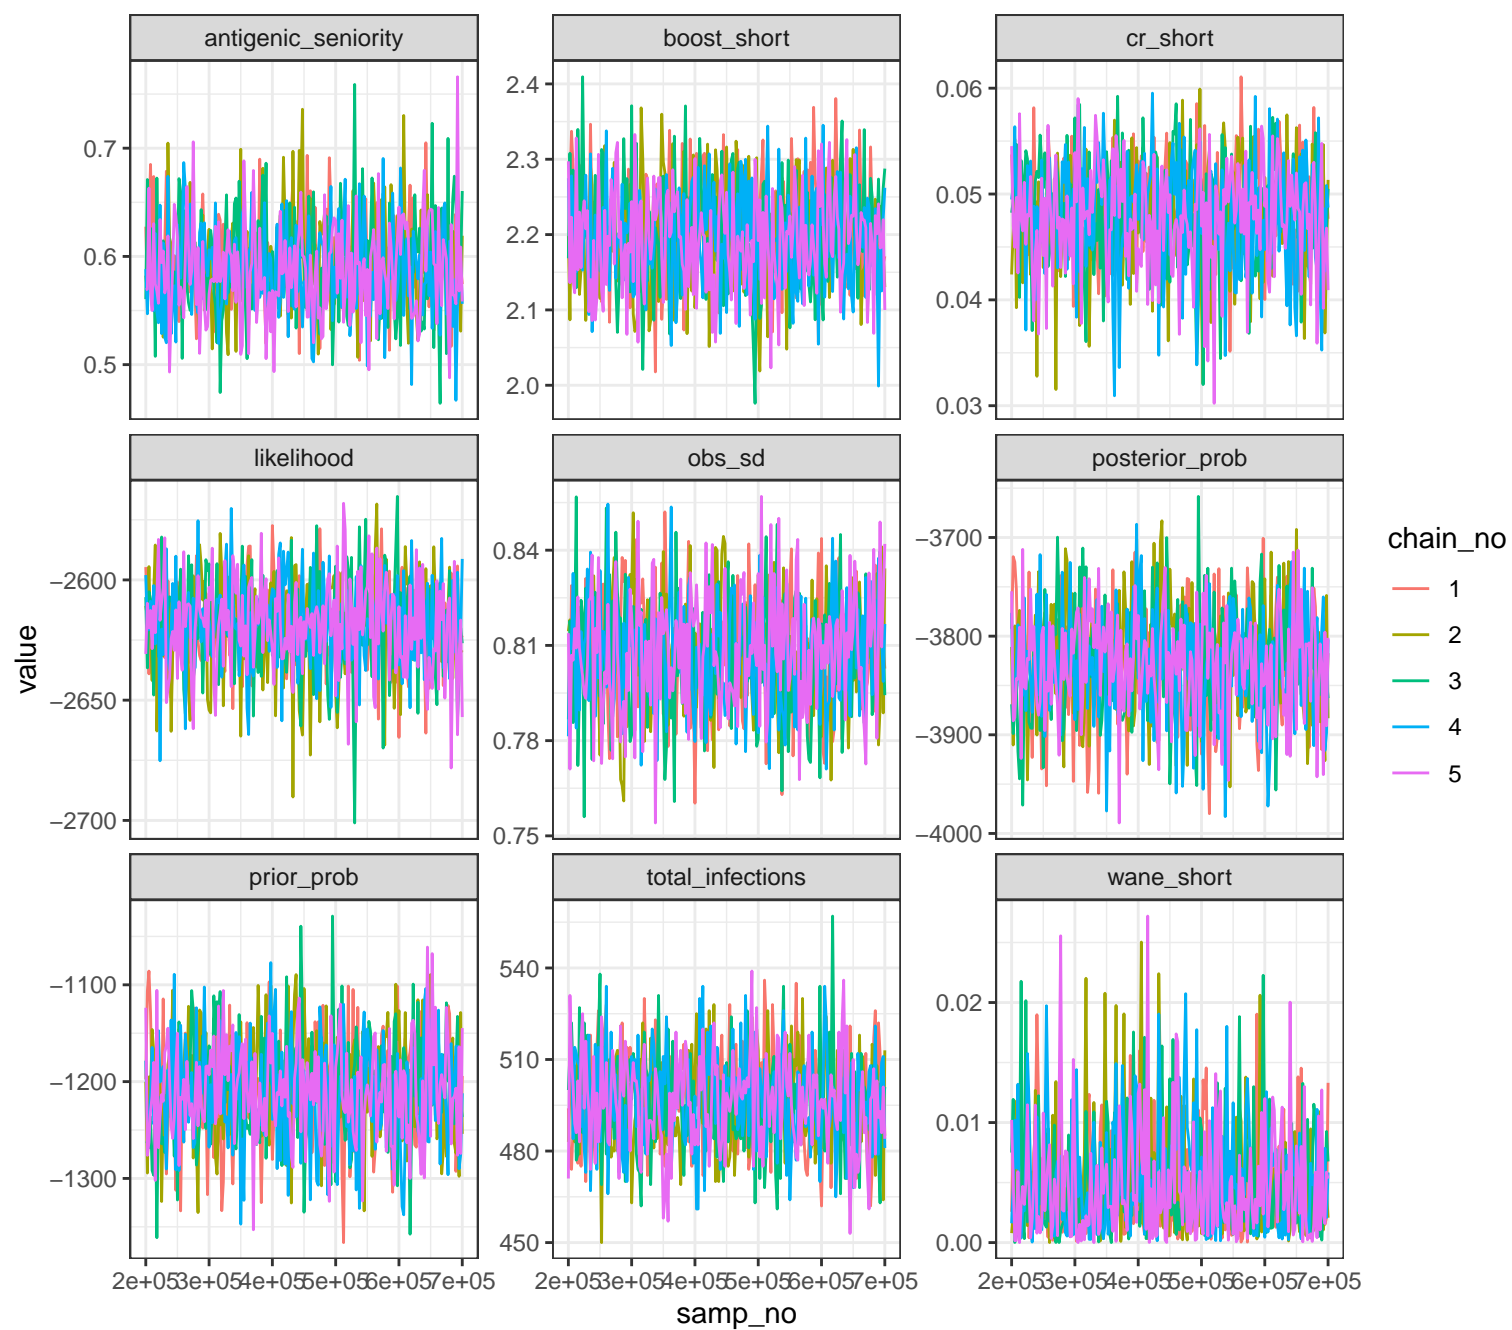 antigenic_seniority
boost_short
cr_short
0.7
0.6
0.5
2.4
2.3
2.2
2.1
2.0
0.06
0.05
0.04
0.03
likelihood
obs_sd
posterior_prob
−2600
−2650
−2700
0.84
0.81
0.78
0.75
−3700
−3800
−3900
−4000
prior_prob
total_infections
wane_short
−1100
−1200
−1300
540
510
480
450
0.02
0.01
0.00
2e+05 3e+05 4e+05 5e+05 6e+05 7e+05
2e+05 3e+05 4e+05 5e+05 6e+05 7e+05
2e+05 3e+05 4e+05 5e+05 6e+05 7e+05
samp_no
value
chain_no
1
2
3
4
5